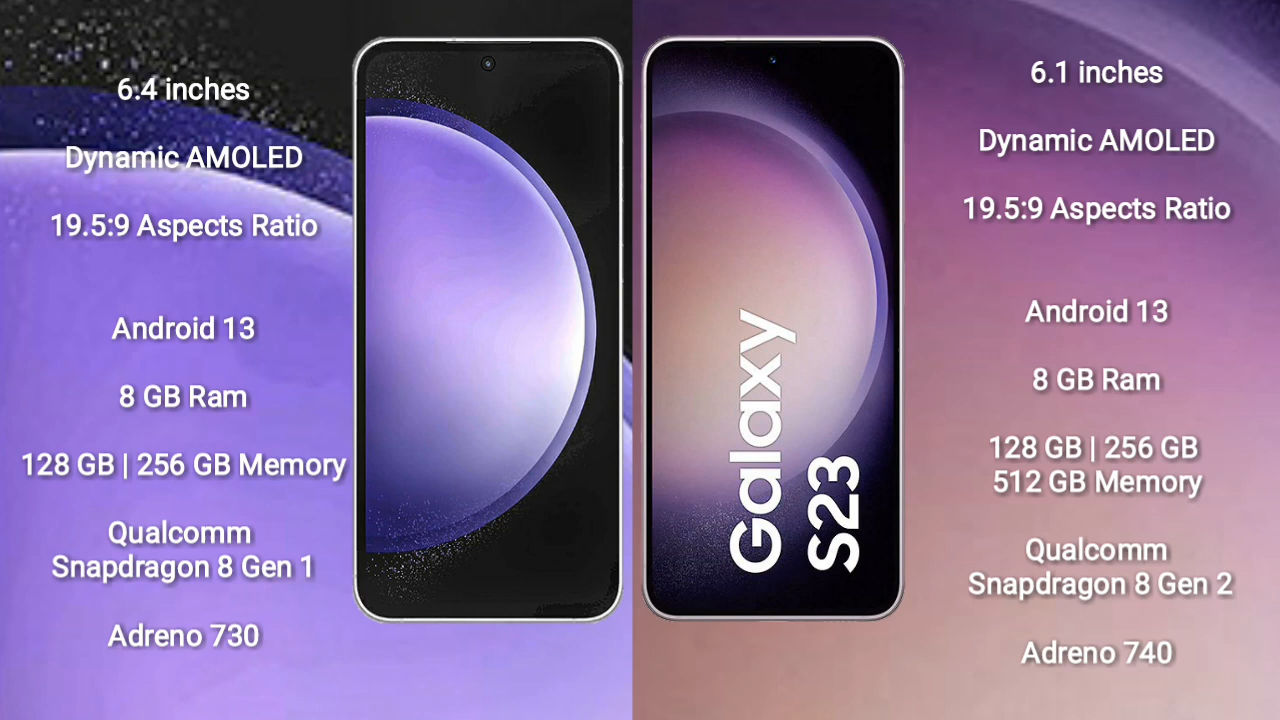 6.4 inches
Dynamic AMOLED
19.5:9 Aspects Ratio
Android 13
8 GB Ram
128 GB | 256 GB Memory
Qualcomm
Snapdragon 8 Gen 1
Adreno 730
Galaxy
S23
6.1 inches
Dynamic AMOLED
19.5:9 Aspects Ratio
Android 13
8 GB Ram
128 GB | 256 GB
512 GB Memory
Qualcomm
Snapdragon 8 Gen 2
Adreno 740